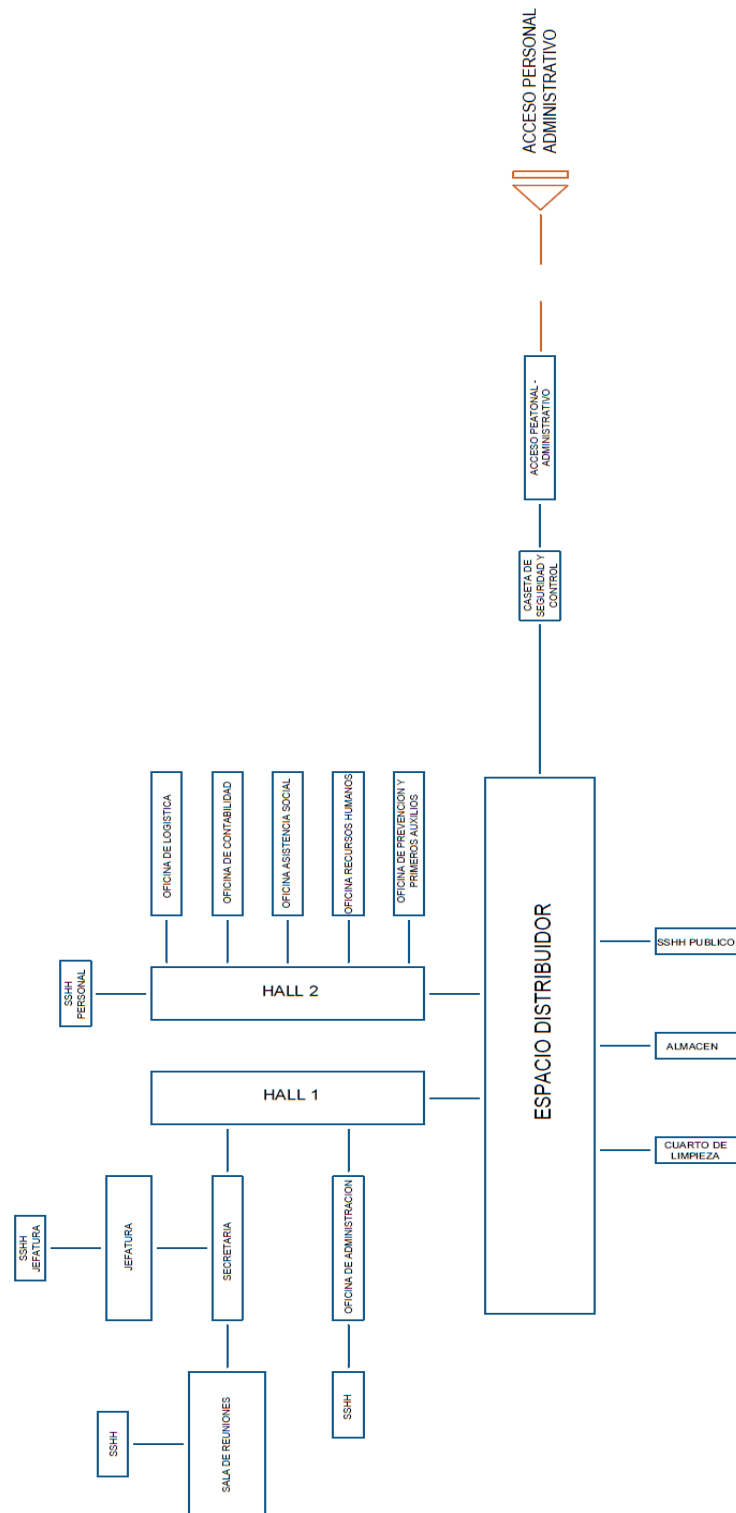 ACCESO PERSONAL
ADMINISTRATIVO
ACCESO PEATONAL -
ADMINISTRATIVO
CASETA DE
SEGURIDAD Y
CONTROL
OFICINA DE LOGISTICA
OFICINA DE CONTABILIDAD
OFICINA ASISTENCIA SOCIAL
OFICINA RECURSOS HUMANOS
OFICINA DE PREVENCION Y
PRIMEROS AUXILIOS
SSHH
PERSONAL
HALL 2
HALL 1
ESPACIO DISTRIBUIDOR
SSHH PUBLICO
ALMACEN
CUARTO DE
LIMPIEZA
SSHH
JEFATURA
JEFATURA
SECRETARIA
OFICINA DE ADMINISTRACION
SSHH
SALA DE REUNIONES
SSHH